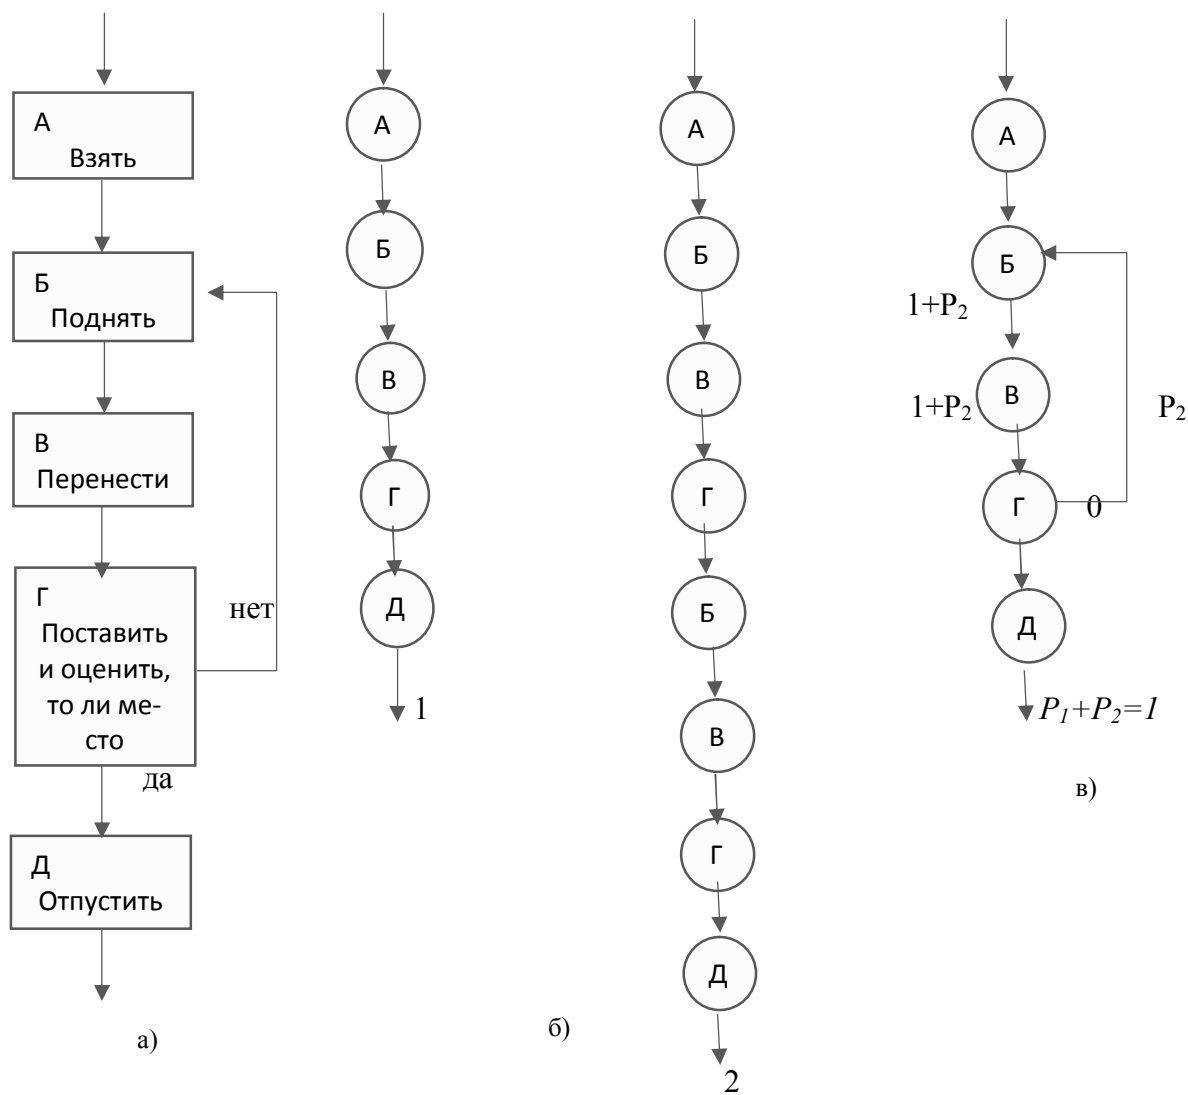 А
Взять
Б
Поднять
В
Перенести
Г
Поставить
и оценить,
то ли ме-
сто
нет
да
Д
Отпустить
а)
А
Б
В
Г
Д
1
б)
А
Б
В
Г
Б
В
Г
Д
2
А
Б
1+P₂
В
1+P₂
P₂
Г
0
Д
P₁+P₂=1
в)